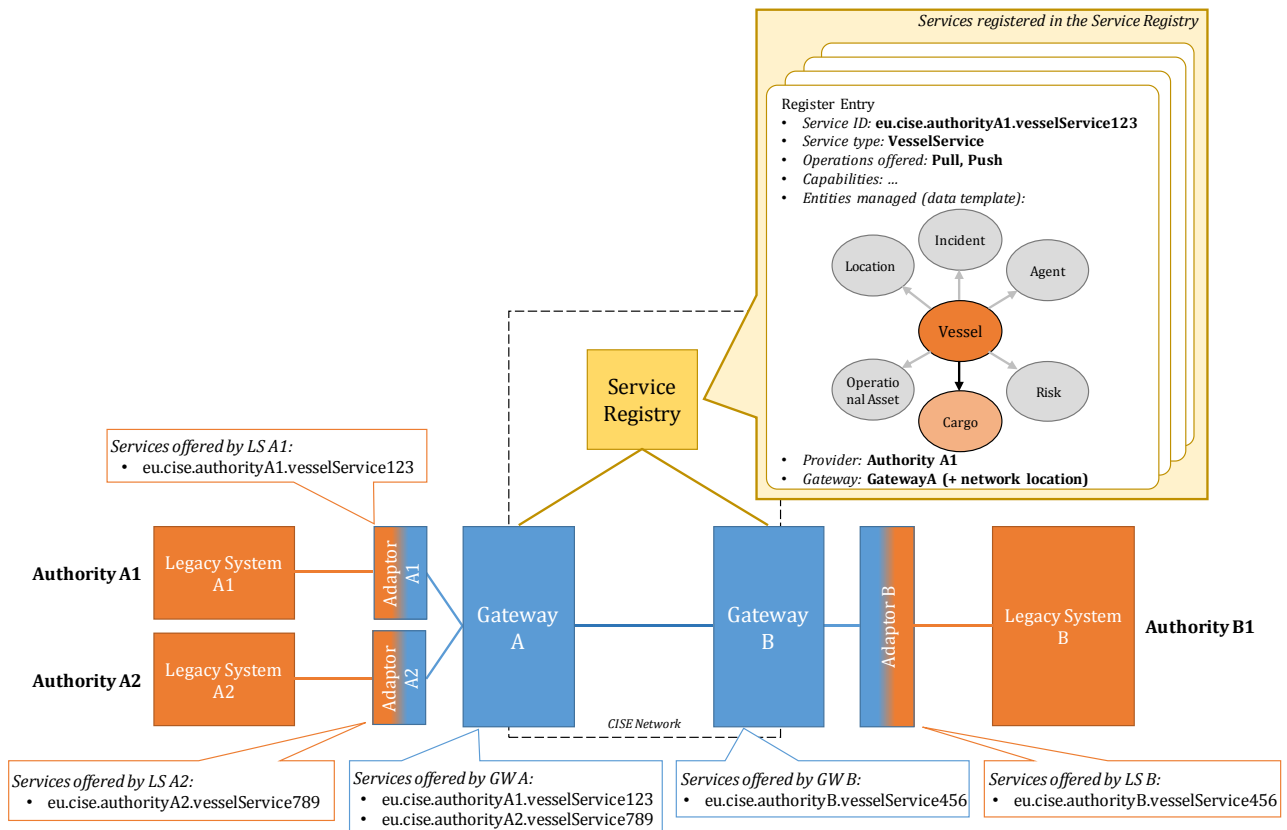 Services registered in the Service Registry
Register Entry
• Service ID: eu.cise.authorityA1.vesselService123
• Service type: VesselService
• Operations offered: Pull, Push
• Capabilities: ...
• Entities managed (data template):
Incident
Location
Agent
Vessel
Operatio
nal Asset
Risk
Cargo
• Provider: Authority A1
• Gateway: GatewayA (+ network location)
Service
Registry
Services offered by LS A1:
• eu.cise.authorityA1.vesselService123
Authority A1
Legacy System
A1
Adaptor
A1
Gateway
A
Gateway
B
Adaptor B
Legacy System
B
Authority B1
Authority A2
Legacy System
A2
Adaptor
A2
CISE Network
Services offered by LS A2:
• eu.cise.authorityA2.vesselService789
Services offered by GW A:
• eu.cise.authorityA1.vesselService123
• eu.cise.authorityA2.vesselService789
Services offered by GW B:
• eu.cise.authorityB.vesselService456
Services offered by LS B:
• eu.cise.authorityB.vesselService456